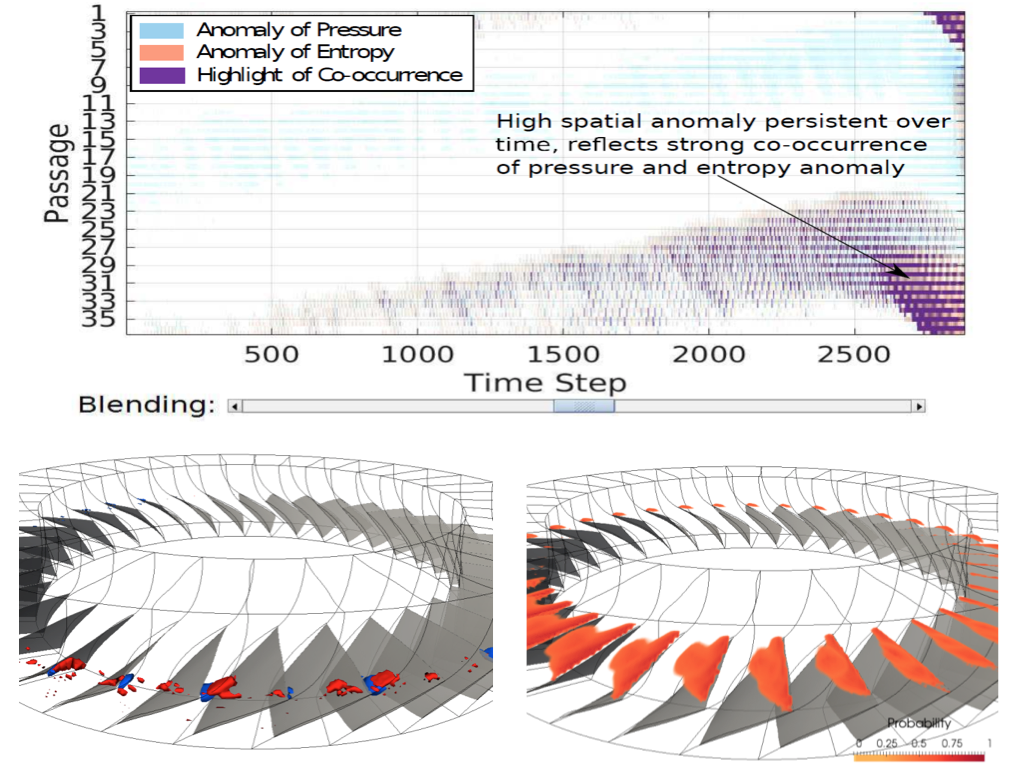 Anomaly of Pressure
Anomaly of Entropy
Highlight of Co-occurrence
High spatial anomaly persistent over
time, reflects strong co-occurrence
of pressure and entropy anomaly
Passage
1
3
5
7
9
11
13
15
17
19
21
23
25
27
29
31
33
35
500 1000 1500 2000 2500
Time Step
Blending:
Probability
0 0.25 0.5 0.75 1